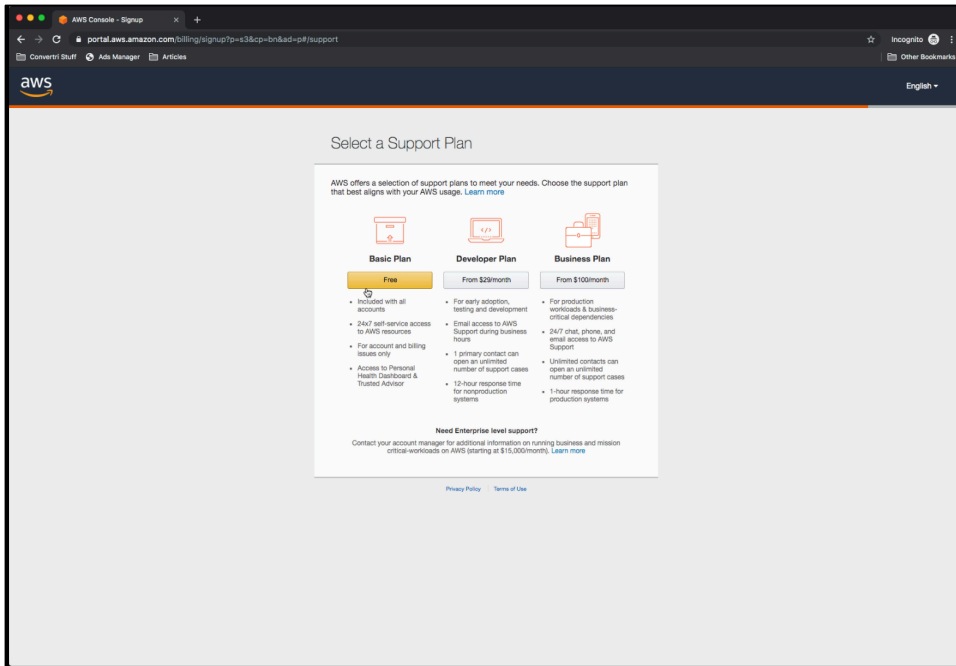 AWS Console - Signup
portal.aws.amazon.com/billing/signup?p=s3&cp=bn&ad=p#/support
Incognito
Convertri Stuff
Ads Manager
Articles
Other Bookmarks
aws
English
Select a Support Plan
AWS offers a selection of support plans to meet your needs. Choose the support plan
that best aligns with your AWS usage. Learn more
Basic Plan
Free
• Included with all
accounts
• 24x7 self-service access
to AWS resources
• For account and billing
issues only
• Access to Personal
Health Dashboard &
Trusted Advisor
Developer Plan
From $29/month
• For early adoption,
testing and development
• Email access to AWS
Support during business
hours
• 1 primary contact can
open an unlimited
number of support cases
• 12-hour response time
for nonproduction
systems
Business Plan
From $100/month
• For production
workloads & business-
critical dependencies
• 24/7 chat, phone, and
email access to AWS
Support
• Unlimited contacts can
open an unlimited
number of support cases
• 1-hour response time for
production systems
Need Enterprise level support?
Contact your account manager for additional information on running business and mission
critical-workloads on AWS (starting at $15,000/month). Learn more
Privacy Policy
Terms of Use